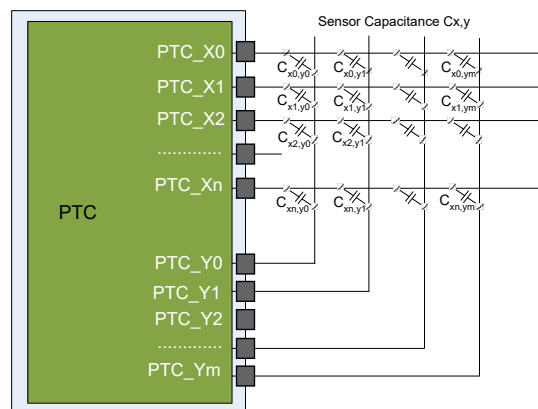 Sensor Capacitance Cx,y
PTC_X0
Cx0,y0 Cx0,y1 Cx0,ym
PTC_X1
Cx1,y0 Cx1,y1 Cx1,ym
PTC_X2
Cx2,y0 Cx2,y1
.............
PTC_Xn
Cxn,y0 Cxn,y1 Cxn,ym
PTC
PTC_Y0
PTC_Y1
PTC_Y2
.............
PTC_Ym